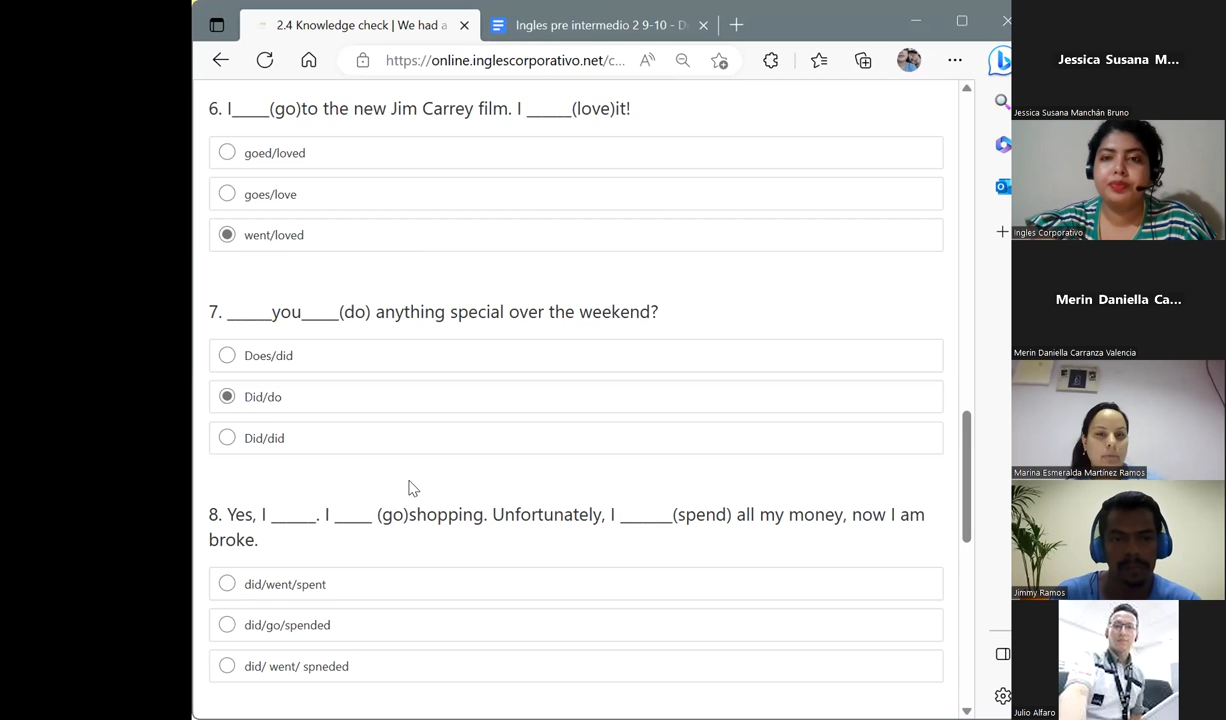 2.4 Knowledge check | We had a
Ingles pre intermedio 2 9-10 - D
https://online.inglescorporativo.net/c...
6. I____(go)to the new Jim Carrey film. I _____(love)it!
goed/loved
goes/love
went/loved
7. _____you____(do) anything special over the weekend?
Does/did
Did/do
Did/did
8. Yes, I _____. I ____ (go)shopping. Unfortunately, I ______(spend) all my money, now I am
broke.
did/went/spent
did/go/spended
did/ went/ spneded
Jessica Susana M...
Jessica Susana Manchán Bruno
Ingles Corporativo
Merin Daniella Ca...
Merin Daniella Carranza Valencia
Marina Esmeralda Martínez Ramos
Jimmy Ramos
Julio Alfaro